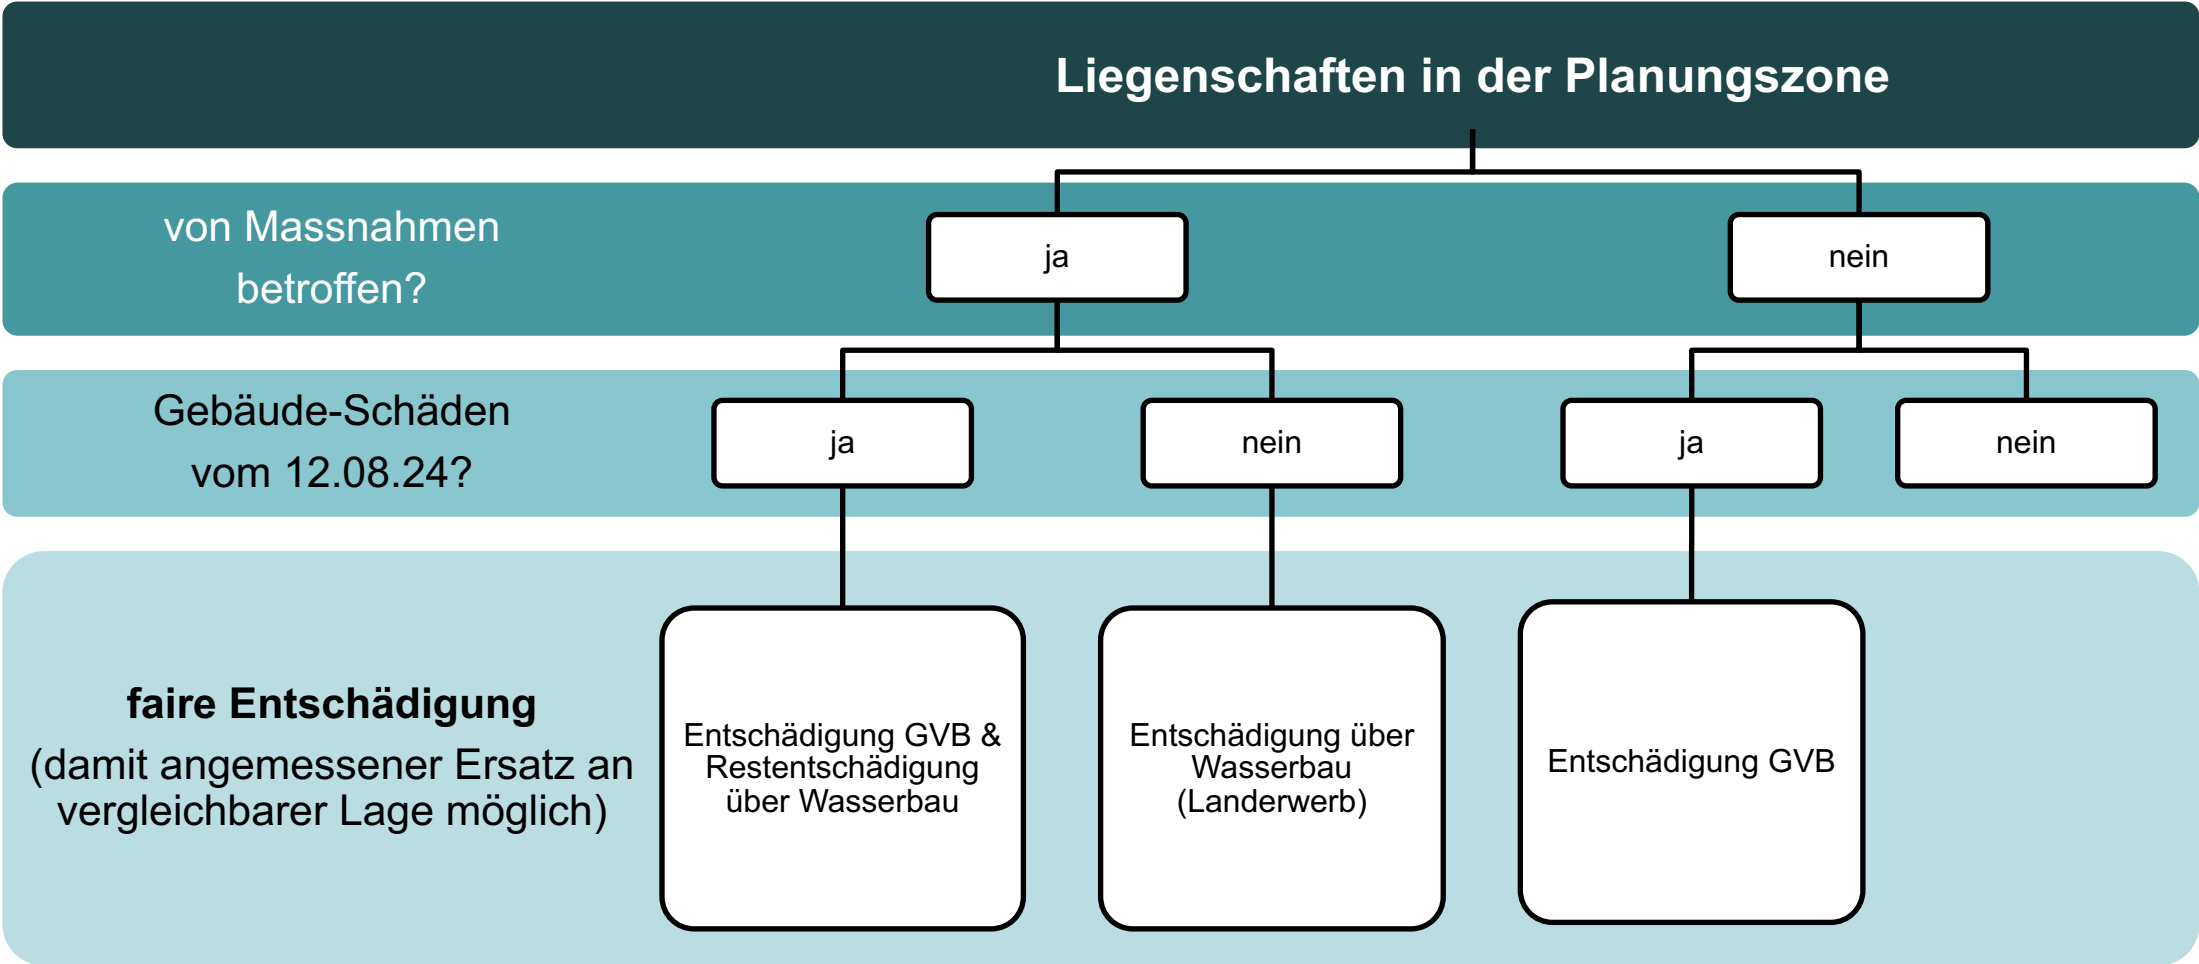 Liegenschaften in der Planungszone
von Massnahmen
betroffen?
ja
nein
Gebäude-Schäden
vom 12.08.24?
ja
nein
ja
nein
faire Entschädigung
(damit angemessener Ersatz an
vergleichbarer Lage möglich)
Entschädigung GVB &
Restentschädigung
über Wasserbau
Entschädigung über
Wasserbau
(Landerwerb)
Entschädigung GVB